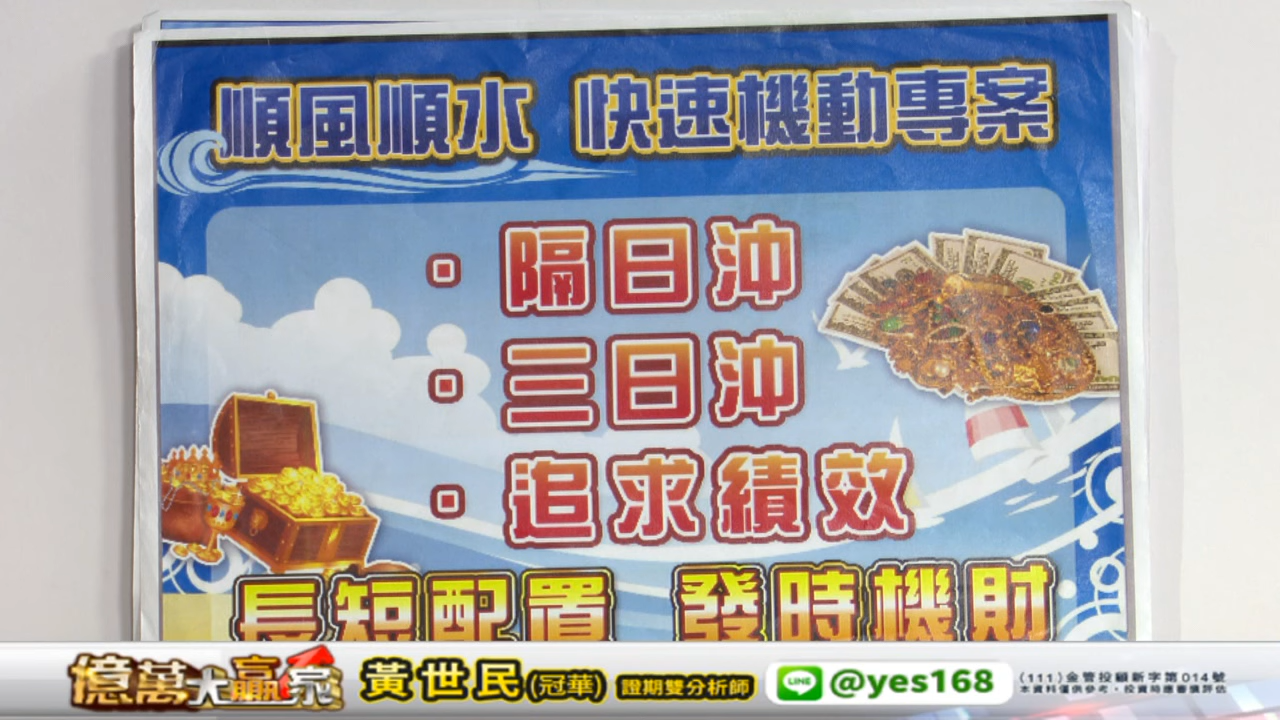 順風順水 快速機動專案
隔日沖
三日沖
追求績效
長短配置 發時機財
億萬大贏家 黃世民(冠華) 證期雙分析師 LINE @yes168
(111)金管投顧新字第014號
本資料僅供參考,投資時應審慎評估